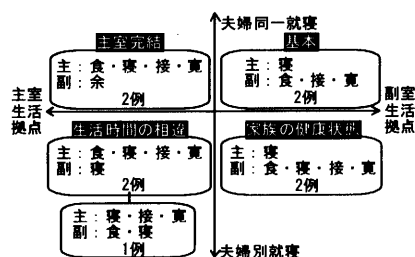 夫婦同一就寝
主室完結
主：食・寝・接・寛
副：余
2例
基本
主：寝
副：食・接・寛
2例
主室
生活
拠点
副室
生活
拠点
生活時間の相違
主：食・寝・接・寛
副：寝
2例
家族の健康状態
主：寝
副：食・寝・接・寛
2例
主：寝・接・寛
副：食・寝
1例
夫婦別就寝